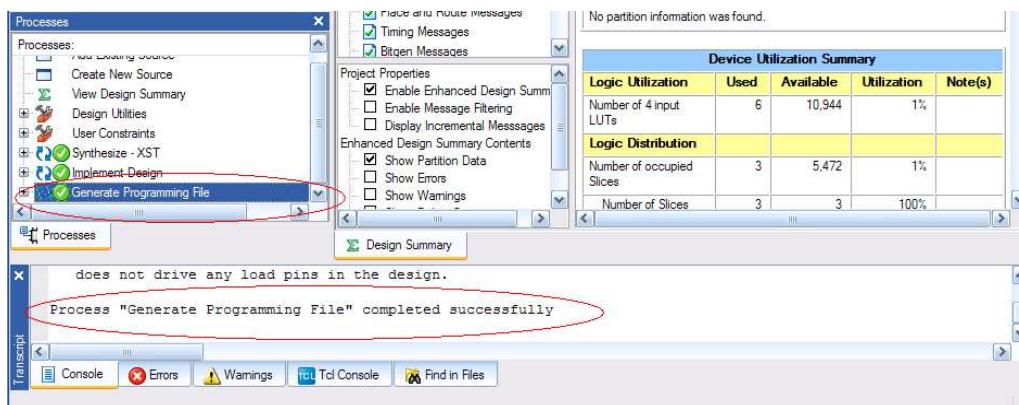 Processes
Processes:
Add Existing Source
Create New Source
View Design Summary
Design Utilities
User Constraints
Synthesize - XST
Implement Design
Generate Programming File
Processes
Place and Route Messages
Timing Messages
Bitgen Messages
Project Properties
Enable Enhanced Design Summ
Enable Message Filtering
Display Incremental Messages
Enhanced Design Summary Contents
Show Partition Data
Show Errors
Show Warnings
Design Summary
No partition information was found.
Device Utilization Summary
Logic Utilization Used Available Utilization Note(s)
Number of 4 input LUTs 6 10,944 1%
Logic Distribution
Number of occupied Slices 3 5,472 1%
Number of Slices 3 3 100%
does not drive any load pins in the design.
Process "Generate Programming File" completed successfully
Transcript
Console Errors Warnings TCL Tcl Console Find in Files